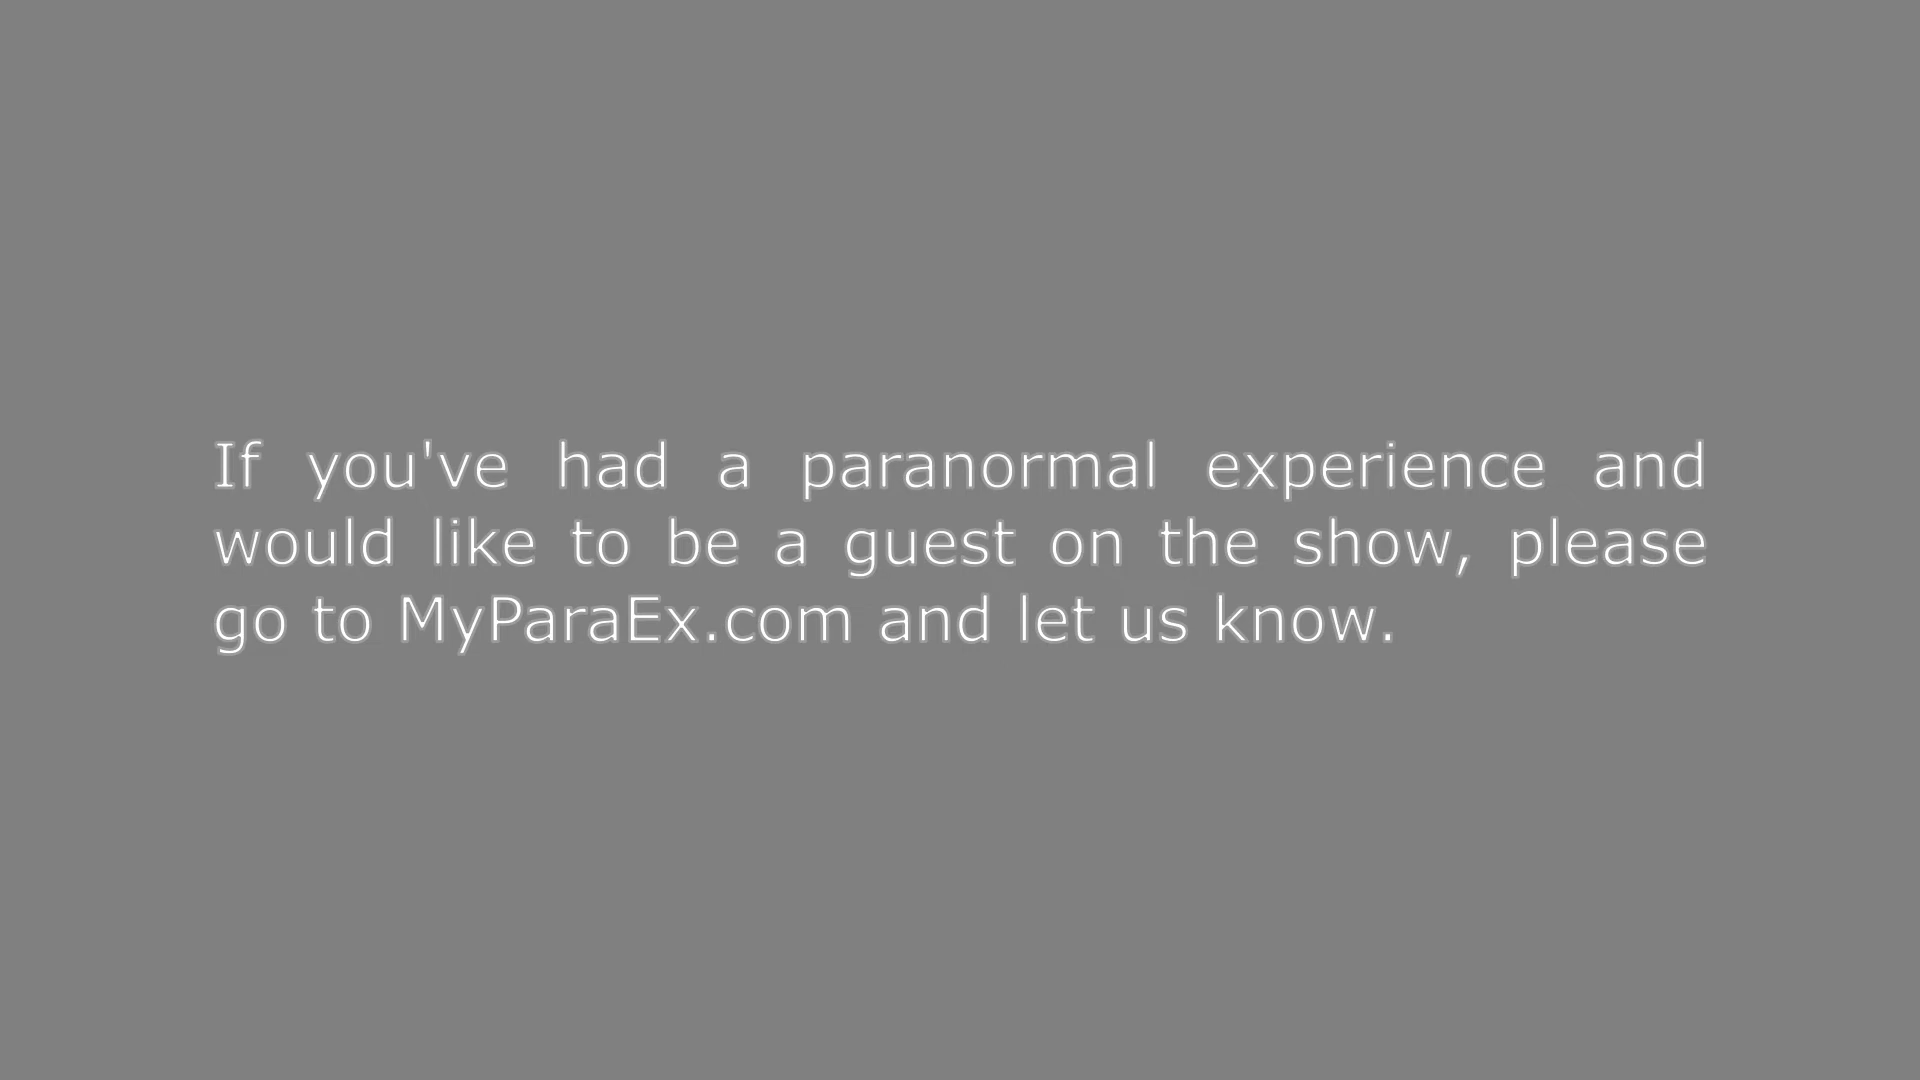 If you've had a paranormal experience and
would like to be a guest on the show, please
go to MyParaEx.com and let us know.